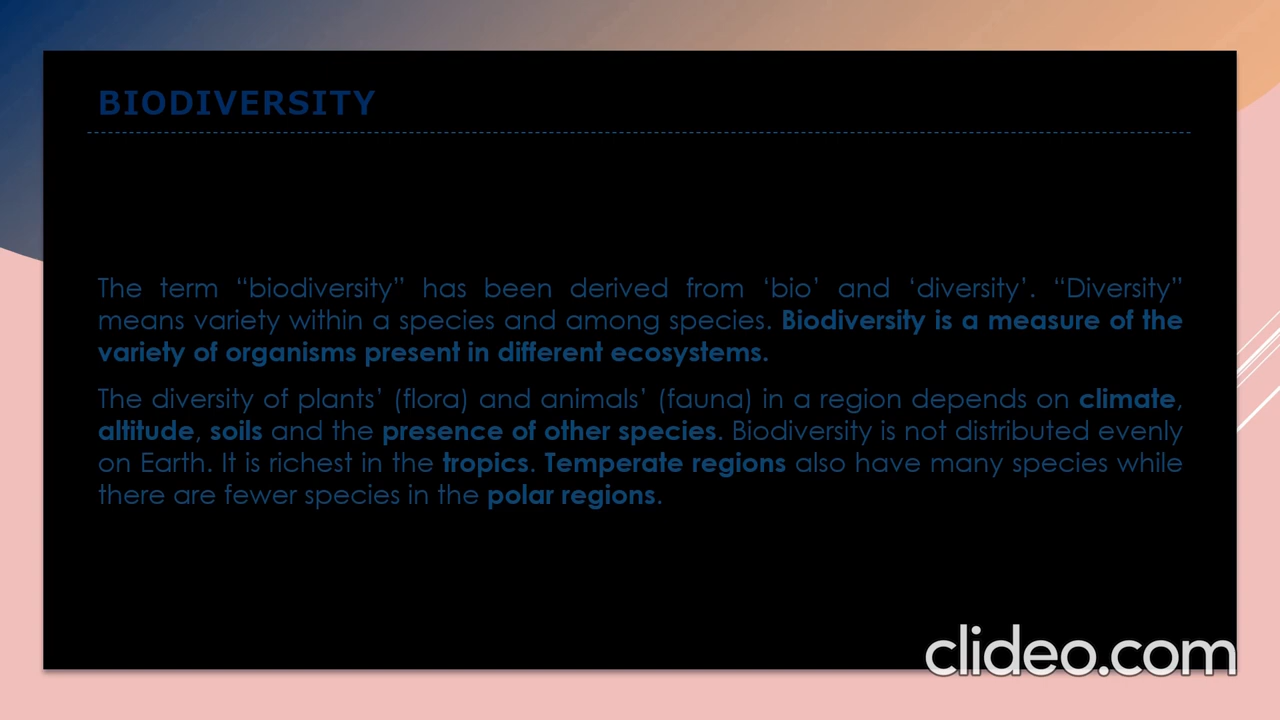 BIODIVERSITY
The term “biodiversity” has been derived from ‘bio’ and ‘diversity’. “Diversity”
means variety within a species and among species. Biodiversity is a measure of the
variety of organisms present in different ecosystems.
The diversity of plants’ (flora) and animals’ (fauna) in a region depends on climate,
altitude, soils and the presence of other species. Biodiversity is not distributed evenly
on Earth. It is richest in the tropics. Temperate regions also have many species while
there are fewer species in the polar regions.
clideo.com